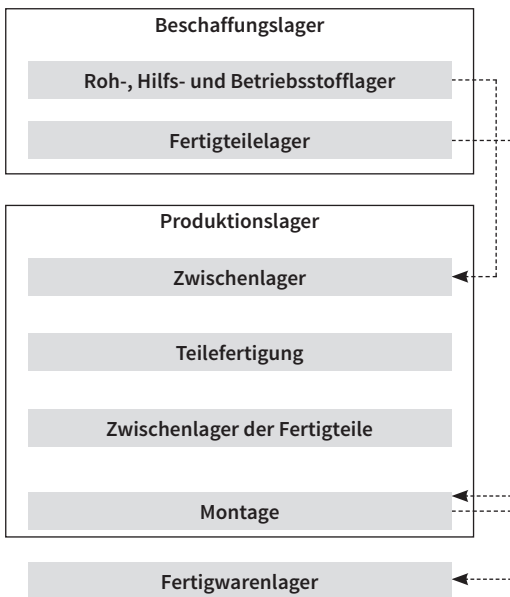 Beschaffungslager
Roh-, Hilfs- und Betriebsstofflager
Fertigteilelager
Produktionslager
Zwischenlager
Teilefertigung
Zwischenlager der Fertigteile
Montage
Fertigwarenlager